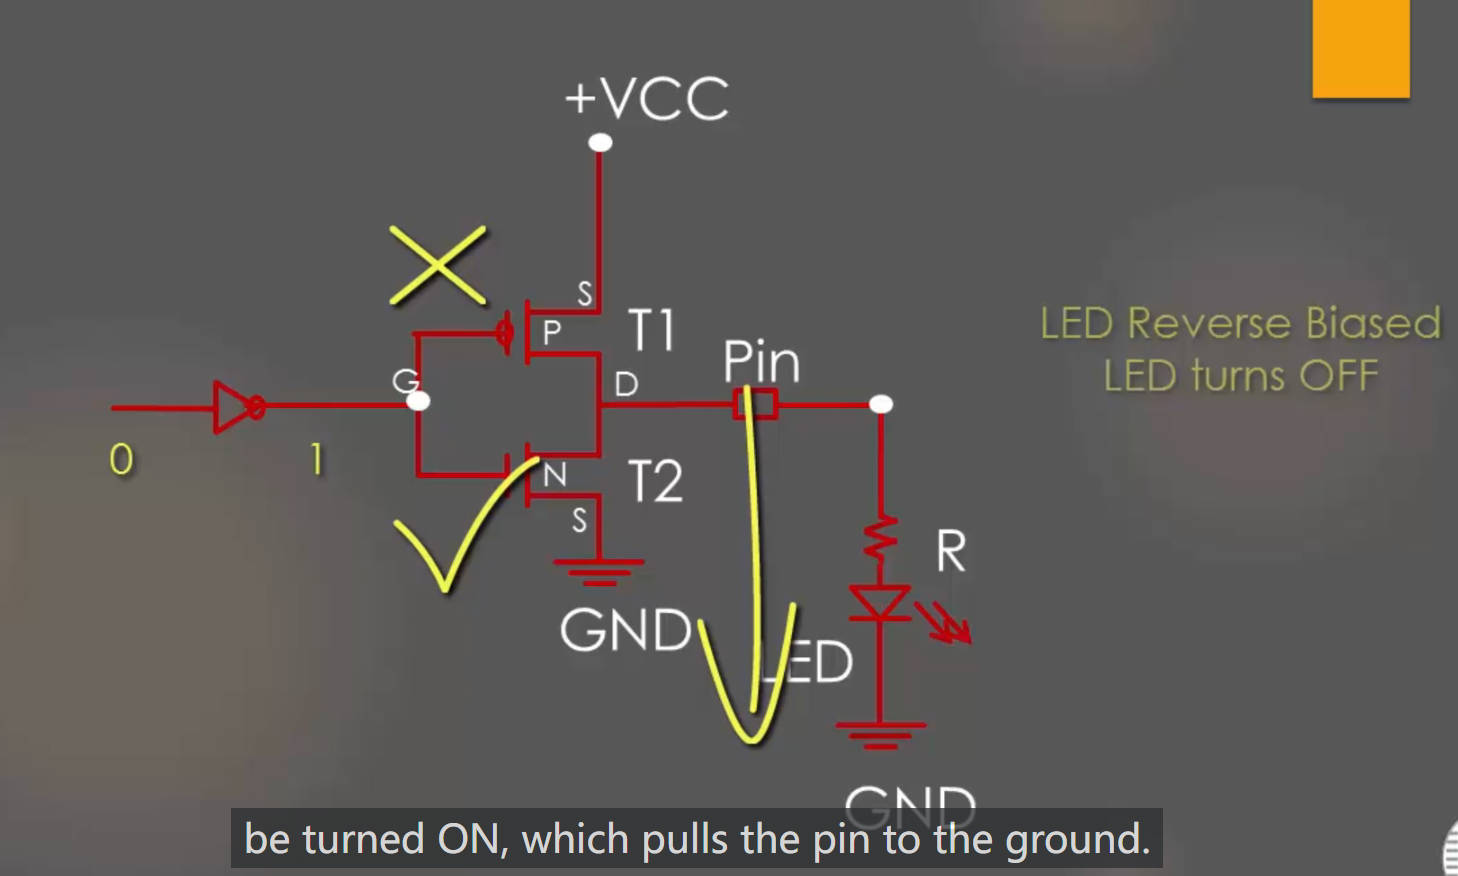 +VCC
S
P
T1
Pin
LED Reverse Biased
LED turns OFF
G
D
0
1
N
T2
S
R
GND
LED
GND
be turned ON, which pulls the pin to the ground.